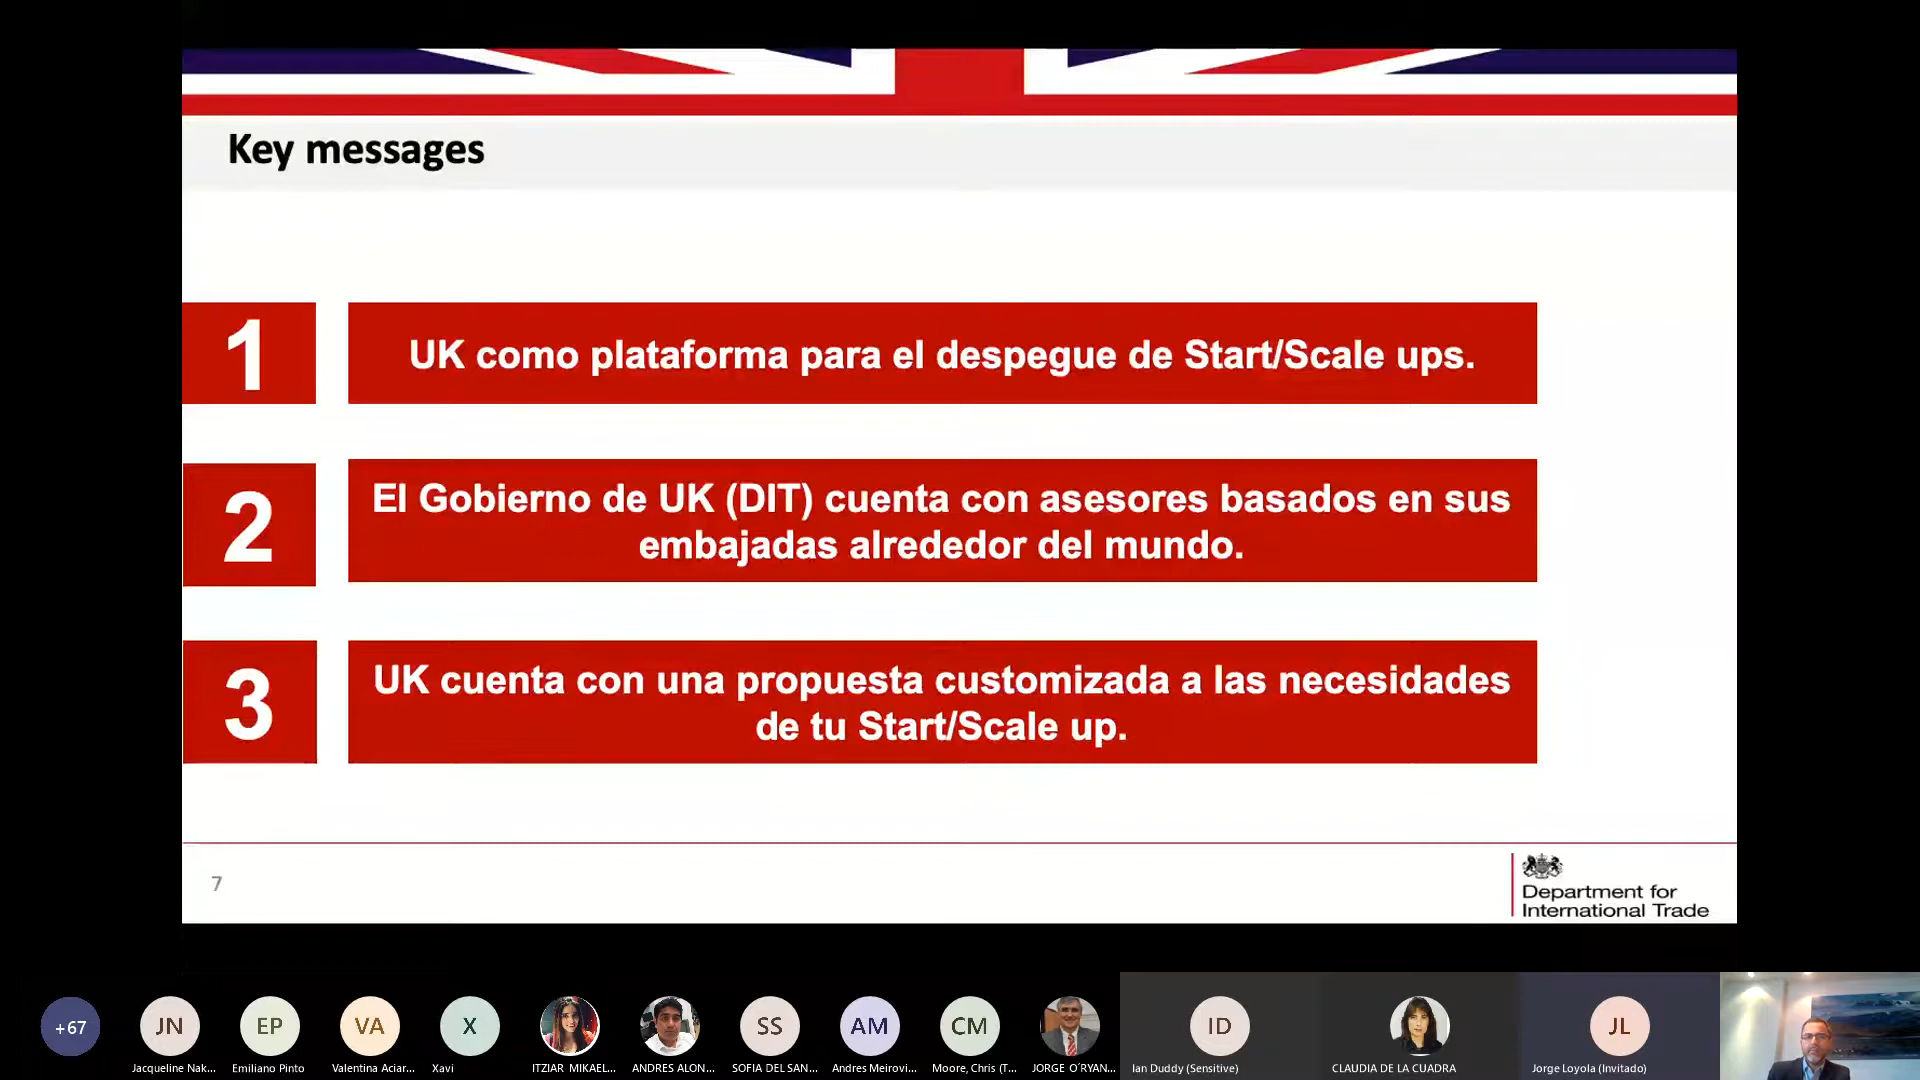 Key messages
1
UK como plataforma para el despegue de Start/Scale ups.
2
El Gobierno de UK (DIT) cuenta con asesores basados en sus
embajadas alrededor del mundo.
3
UK cuenta con una propuesta customizada a las necesidades
de tu Start/Scale up.
7
Department for
International Trade
+67
JN
EP
VA
X
SS
AM
CM
ID
JL
Jacqueline Nak...
Emiliano Pinto
Valentina Aciar...
Xavi
ITZIAR MIKAEL...
ANDRES ALON...
SOFIA DEL SAN...
Andres Meirovi...
Moore, Chris (T...
JORGE O´RYAN...
Ian Duddy (Sensitive)
CLAUDIA DE LA CUADRA
Jorge Loyola (Invitado)